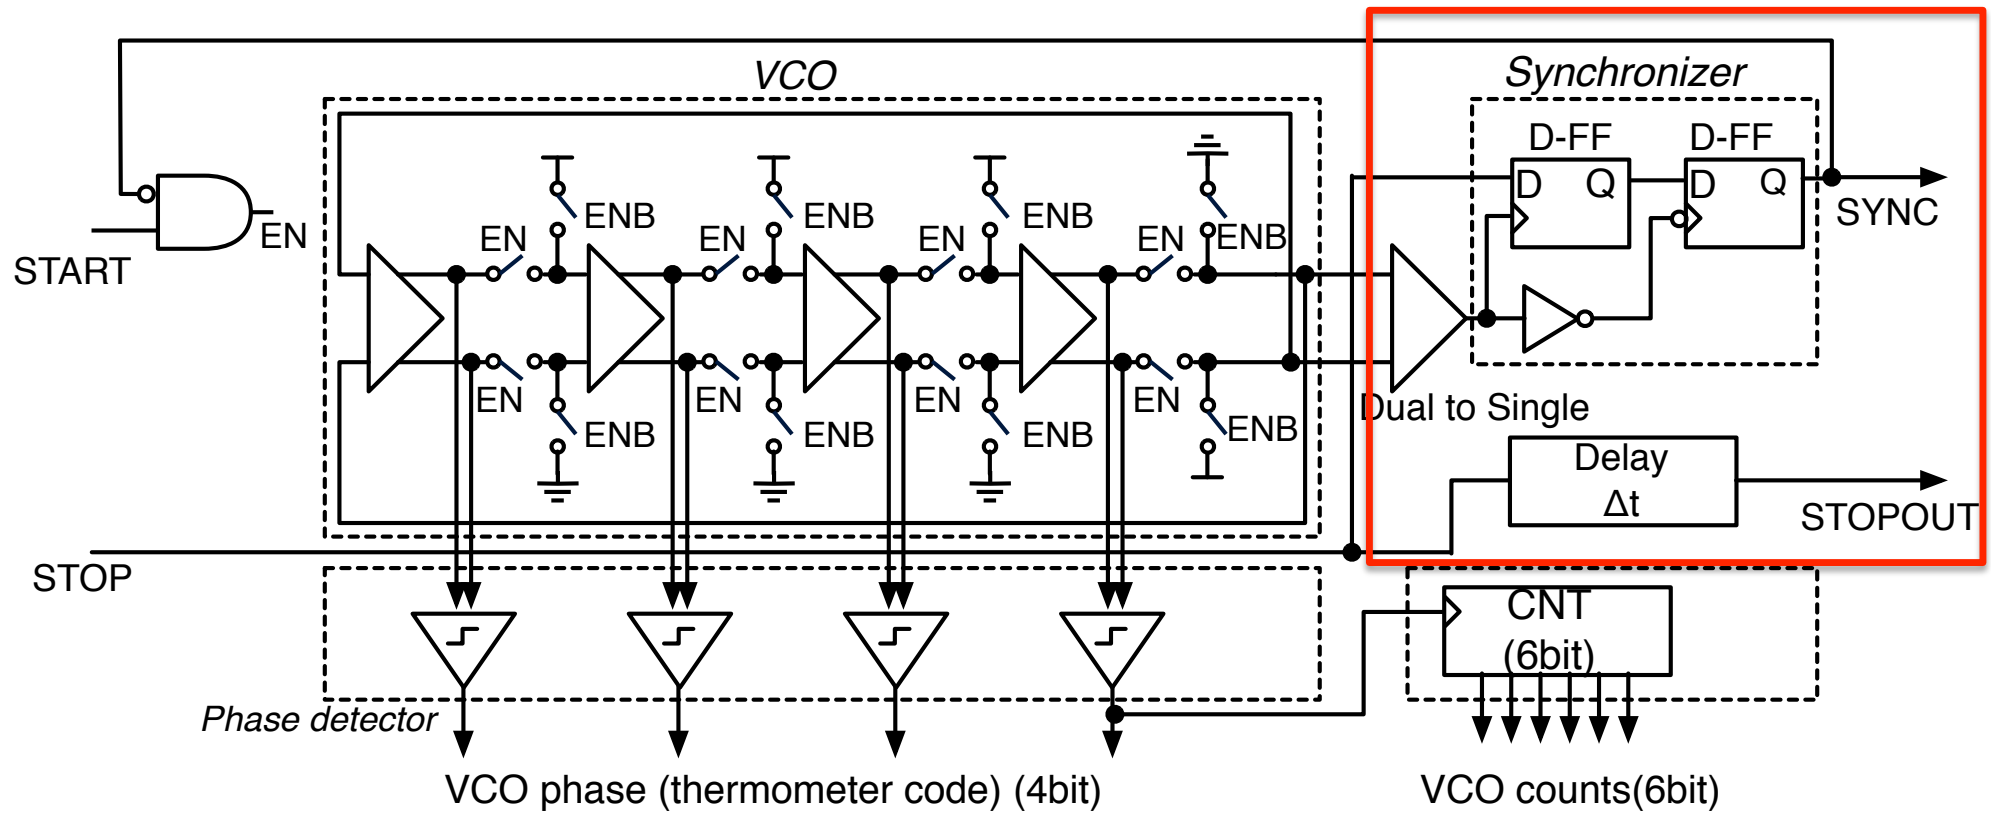 VCO
Synchronizer
D-FF
D-FF
D
Q
D
Q
SYNC
START
EN
EN
ENB
EN
ENB
EN
ENB
EN
ENB
EN
ENB
EN
ENB
EN
ENB
EN
ENB
Dual to Single
Delay
Δt
STOPOUT
STOP
CNT
(6bit)
Phase detector
VCO phase (thermometer code) (4bit)
VCO counts(6bit)